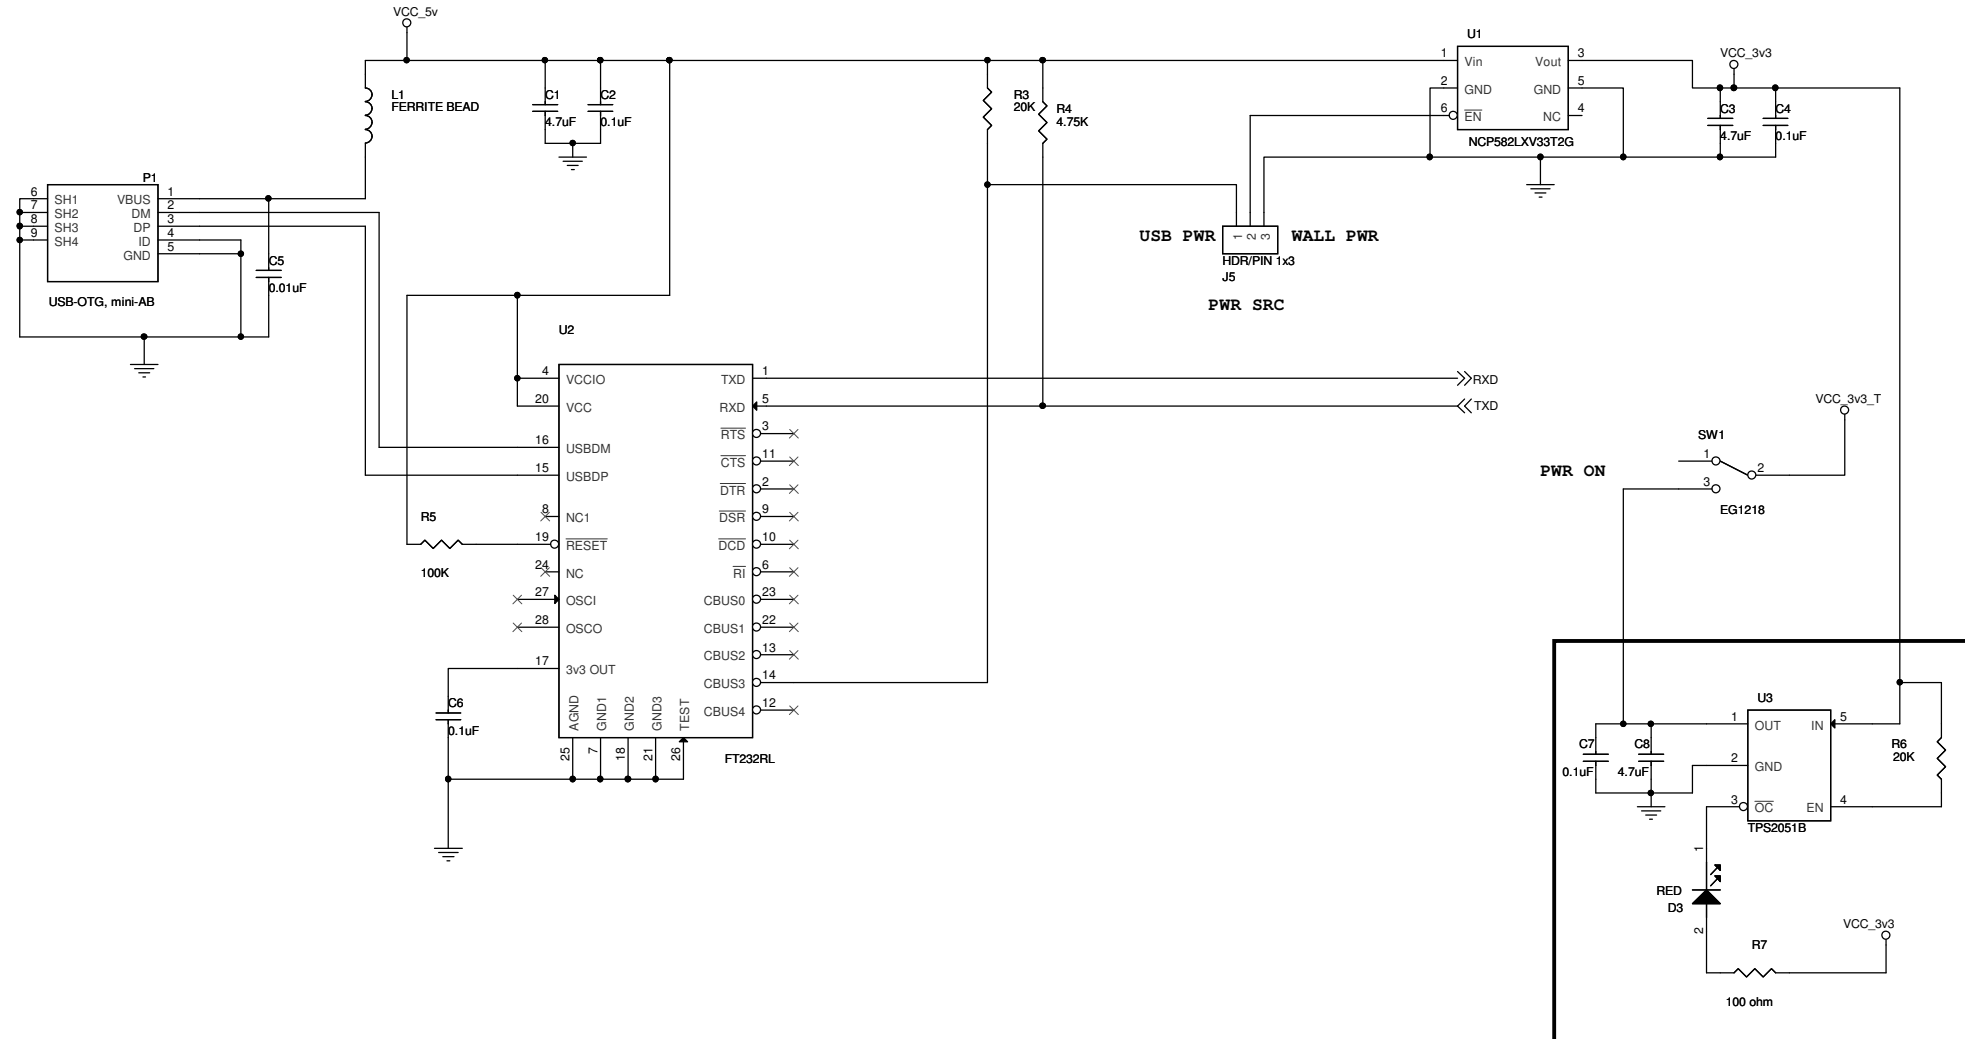 VCC_5v
L1
FERRITE BEAD
C1
4.7uF
C2
0.1uF
R3
20K
R4
4.75K
U1
1
Vin
Vout
3
2
GND
GND
5
6
EN
NC
4
NCP582LXV33T2G
VCC_3v3
C3
4.7uF
C4
0.1uF
P1
6
SH1
VBUS
1
7
SH2
DM
2
8
SH3
DP
3
9
SH4
ID
4
GND
5
USB-OTG, mini-AB
C5
0.01uF
USB PWR
1
2
3
WALL PWR
HDR/PIN 1x3
J5
PWR SRC
U2
4
VCCIO
TXD
1
RXD
20
VCC
RXD
5
TXD
RTS
3
16
USBDM
CTS
11
15
USBDP
DTR
2
8
NC1
DSR
9
R5
100K
19
RESET
DCD
10
24
NC
RI
6
27
OSCI
CBUS0
23
28
OSCO
CBUS1
22
CBUS2
13
17
3v3 OUT
CBUS3
14
CBUS4
12
AGND
GND1
GND2
GND3
TEST
25
7
18
21
26
FT232RL
C6
0.1uF
VCC_3v3_T
SW1
1
2
3
PWR ON
EG1218
U3
1
OUT
IN
5
2
GND
3
OC
EN
4
TPS2051B
C7
0.1uF
C8
4.7uF
R6
20K
1
RED
D3
2
VCC_3v3
R7
100 ohm